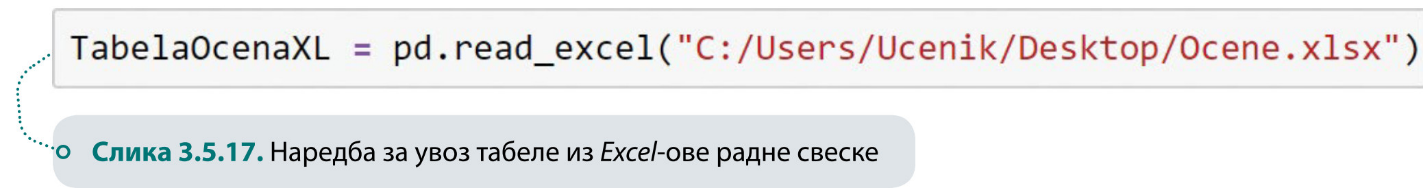 TabelaOcenaXL = pd.read_excel("C:/Users/Ucenik/Desktop/Ocene.xlsx")
Слика 3.5.17. Наредба за увоз табеле из Excel-ове радне свеске